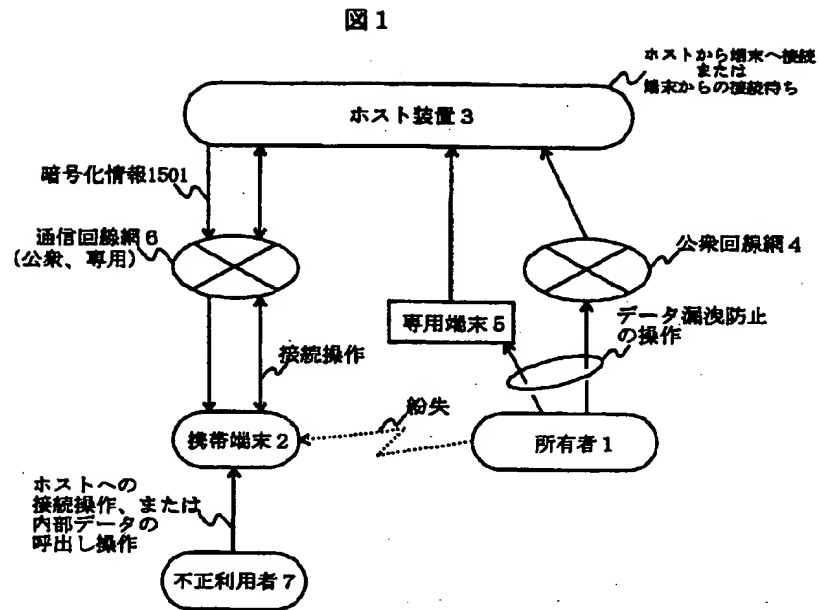 図1
ホストから端末へ接続
または
端末からの接続待ち
ホスト装置3
暗号化情報1501
通信回線網6
(公衆、専用)
公衆回線網4
専用端末5
データ漏洩防止
の操作
接続操作
紛失
携帯端末2
所有者1
ホストへの
接続操作、または
内部データの
呼出し操作
不正利用者7